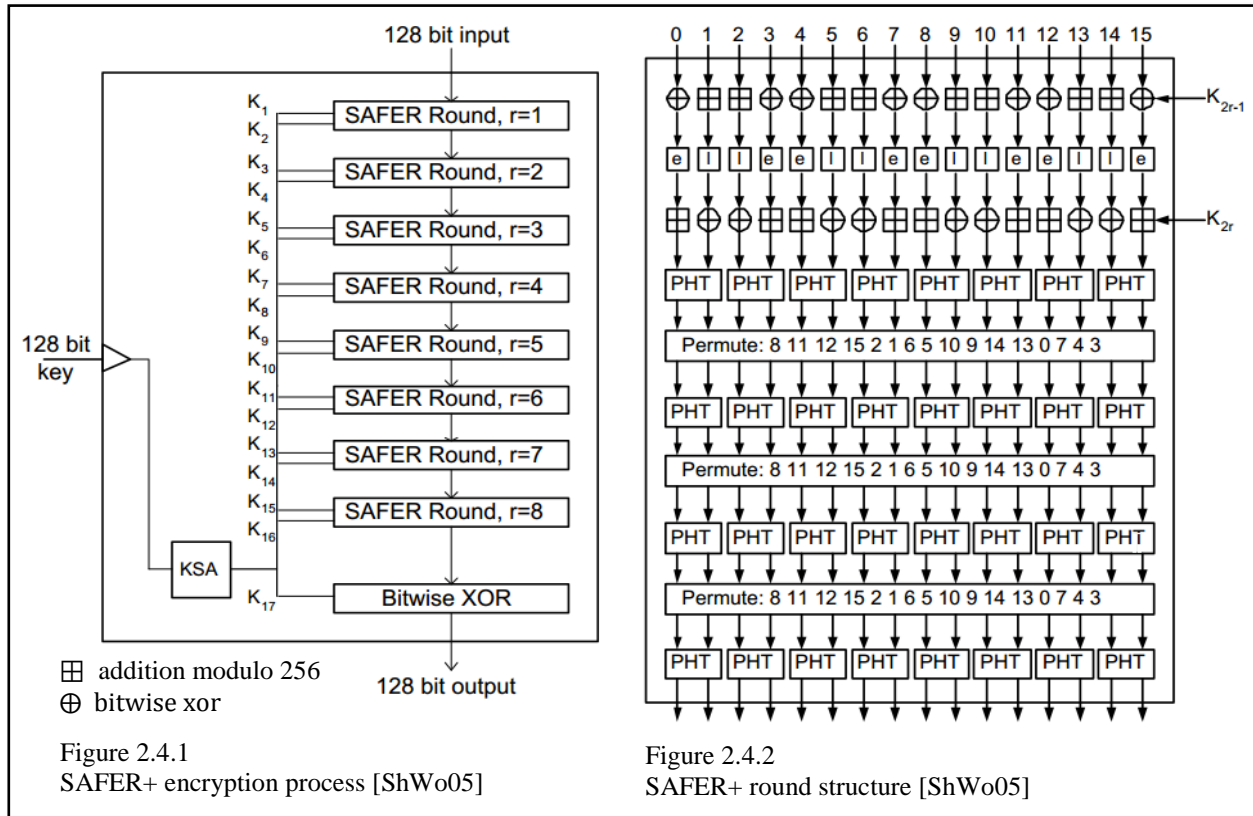 128 bit input
K1
K2
SAFER Round, r=1
K3
K4
SAFER Round, r=2
K5
K6
SAFER Round, r=3
K7
K8
SAFER Round, r=4
K9
K10
SAFER Round, r=5
K11
K12
SAFER Round, r=6
K13
K14
SAFER Round, r=7
K15
K16
SAFER Round, r=8
128 bit
key
KSA
K17
Bitwise XOR
128 bit output
⊞ addition modulo 256
⊕ bitwise xor
Figure 2.4.1
SAFER+ encryption process [ShWo05]
0 1 2 3 4 5 6 7 8 9 10 11 12 13 14 15
K2r-1
e l l e e l l e e l l e e l l e
K2r
PHT PHT PHT PHT PHT PHT PHT PHT
Permute: 8 11 12 15 2 1 6 5 10 9 14 13 0 7 4 3
PHT PHT PHT PHT PHT PHT PHT PHT
Permute: 8 11 12 15 2 1 6 5 10 9 14 13 0 7 4 3
PHT PHT PHT PHT PHT PHT PHT PHT
Permute: 8 11 12 15 2 1 6 5 10 9 14 13 0 7 4 3
PHT PHT PHT PHT PHT PHT PHT PHT
Figure 2.4.2
SAFER+ round structure [ShWo05]